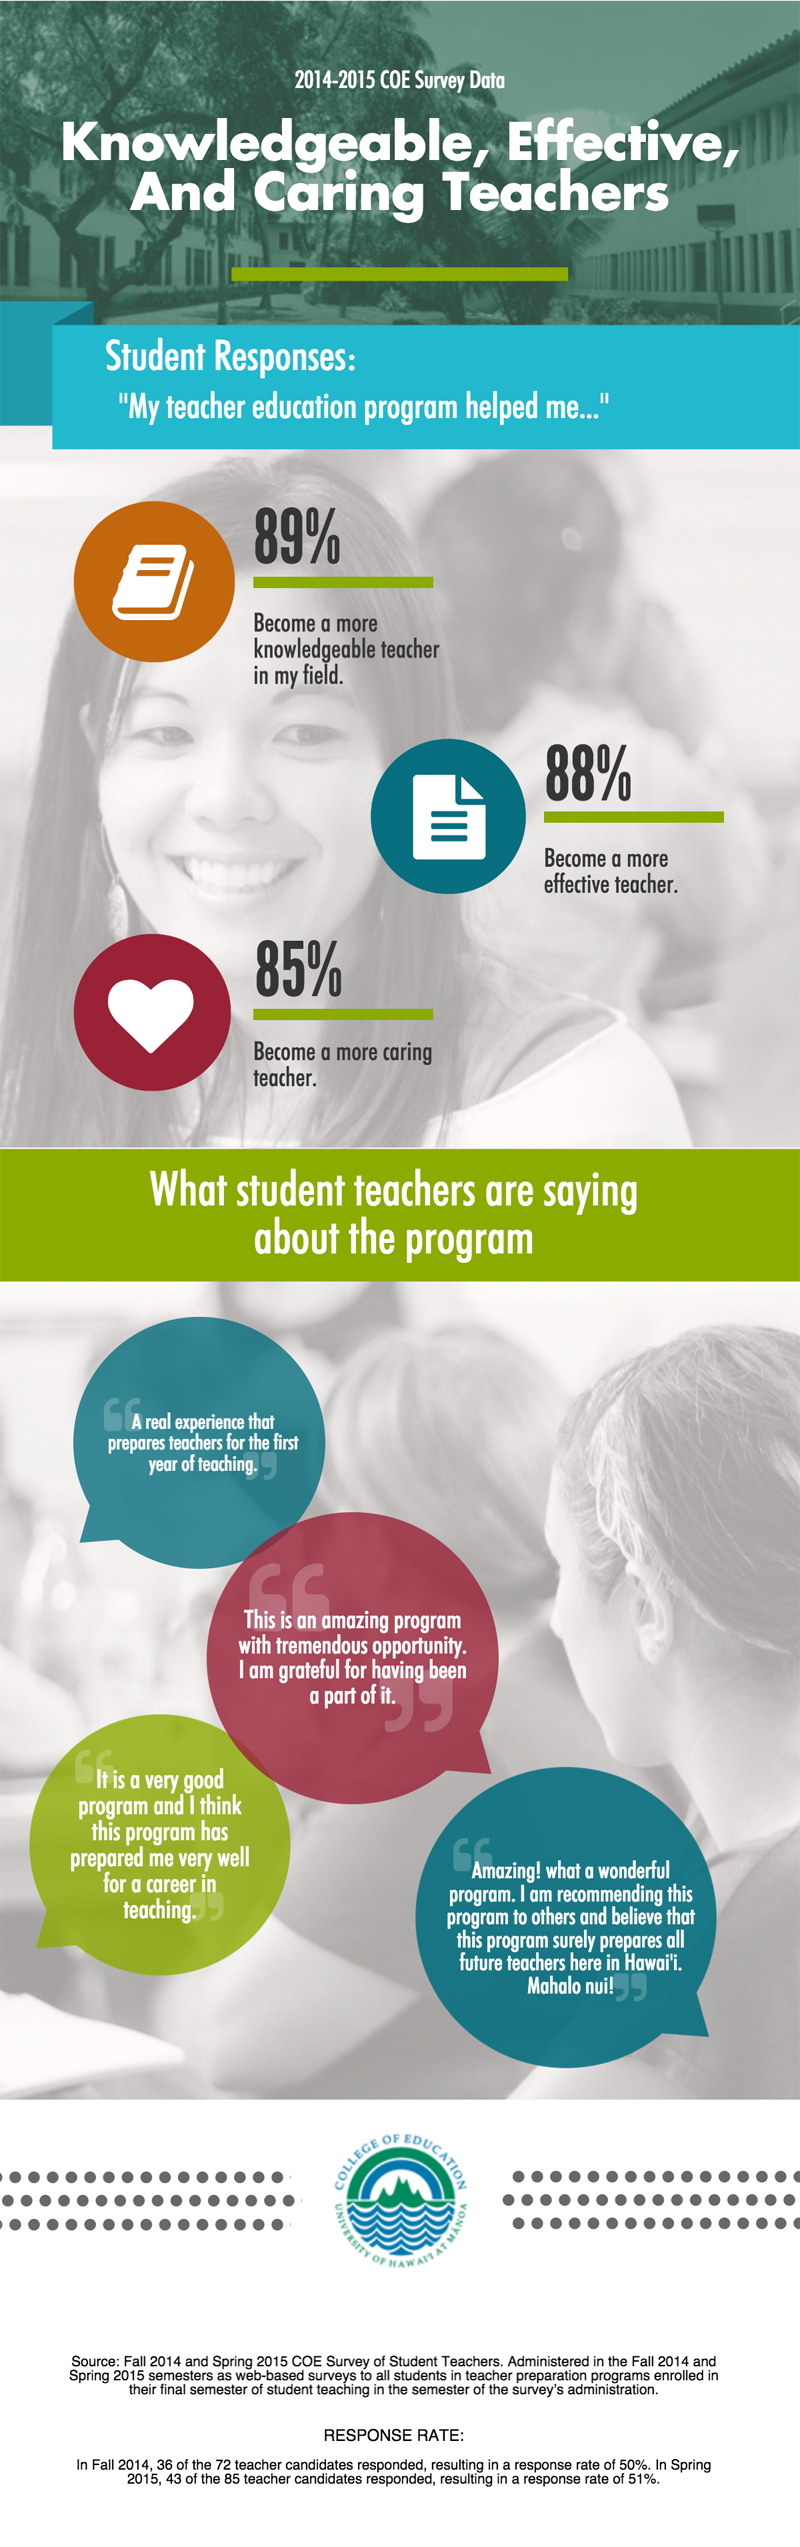 2014-2015 COE Survey Data
Knowledgeable, Effective,
And Caring Teachers
Student Responses:
"My teacher education program helped me..."
89%
Become a more
knowledgeable teacher
in my field.
88%
Become a more
effective teacher.
85%
Become a more caring
teacher.
What student teachers are saying
about the program
“A real experience that
prepares teachers for the first
year of teaching.”
“This is an amazing program
with tremendous opportunity.
I am grateful for having been
a part of it.”
“It is a very good
program and I think
this program has
prepared me very well
for a career in
teaching.”
“Amazing! what a wonderful
program. I am recommending this
program to others and believe that
this program surely prepares all
future teachers here in Hawai'i.
Mahalo nui!”
COLLEGE OF EDUCATION
UNIVERSITY OF HAWAI'I AT MĀNOA
Source: Fall 2014 and Spring 2015 COE Survey of Student Teachers. Administered in the Fall 2014 and
Spring 2015 semesters as web-based surveys to all students in teacher preparation programs enrolled in
their final semester of student teaching in the semester of the survey's administration.
RESPONSE RATE:
In Fall 2014, 36 of the 72 teacher candidates responded, resulting in a response rate of 50%. In Spring
2015, 43 of the 85 teacher candidates responded, resulting in a response rate of 51%.